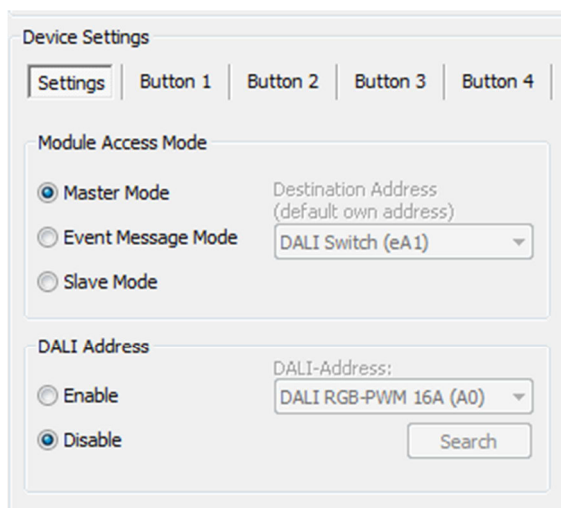 Device Settings
Settings Button 1 Button 2 Button 3 Button 4
Module Access Mode
Master Mode
Destination Address
(default own address)
Event Message Mode
DALI Switch (eA1)
Slave Mode
DALI Address
DALI-Address:
Enable
DALI RGB-PWM 16A (A0)
Disable
Search